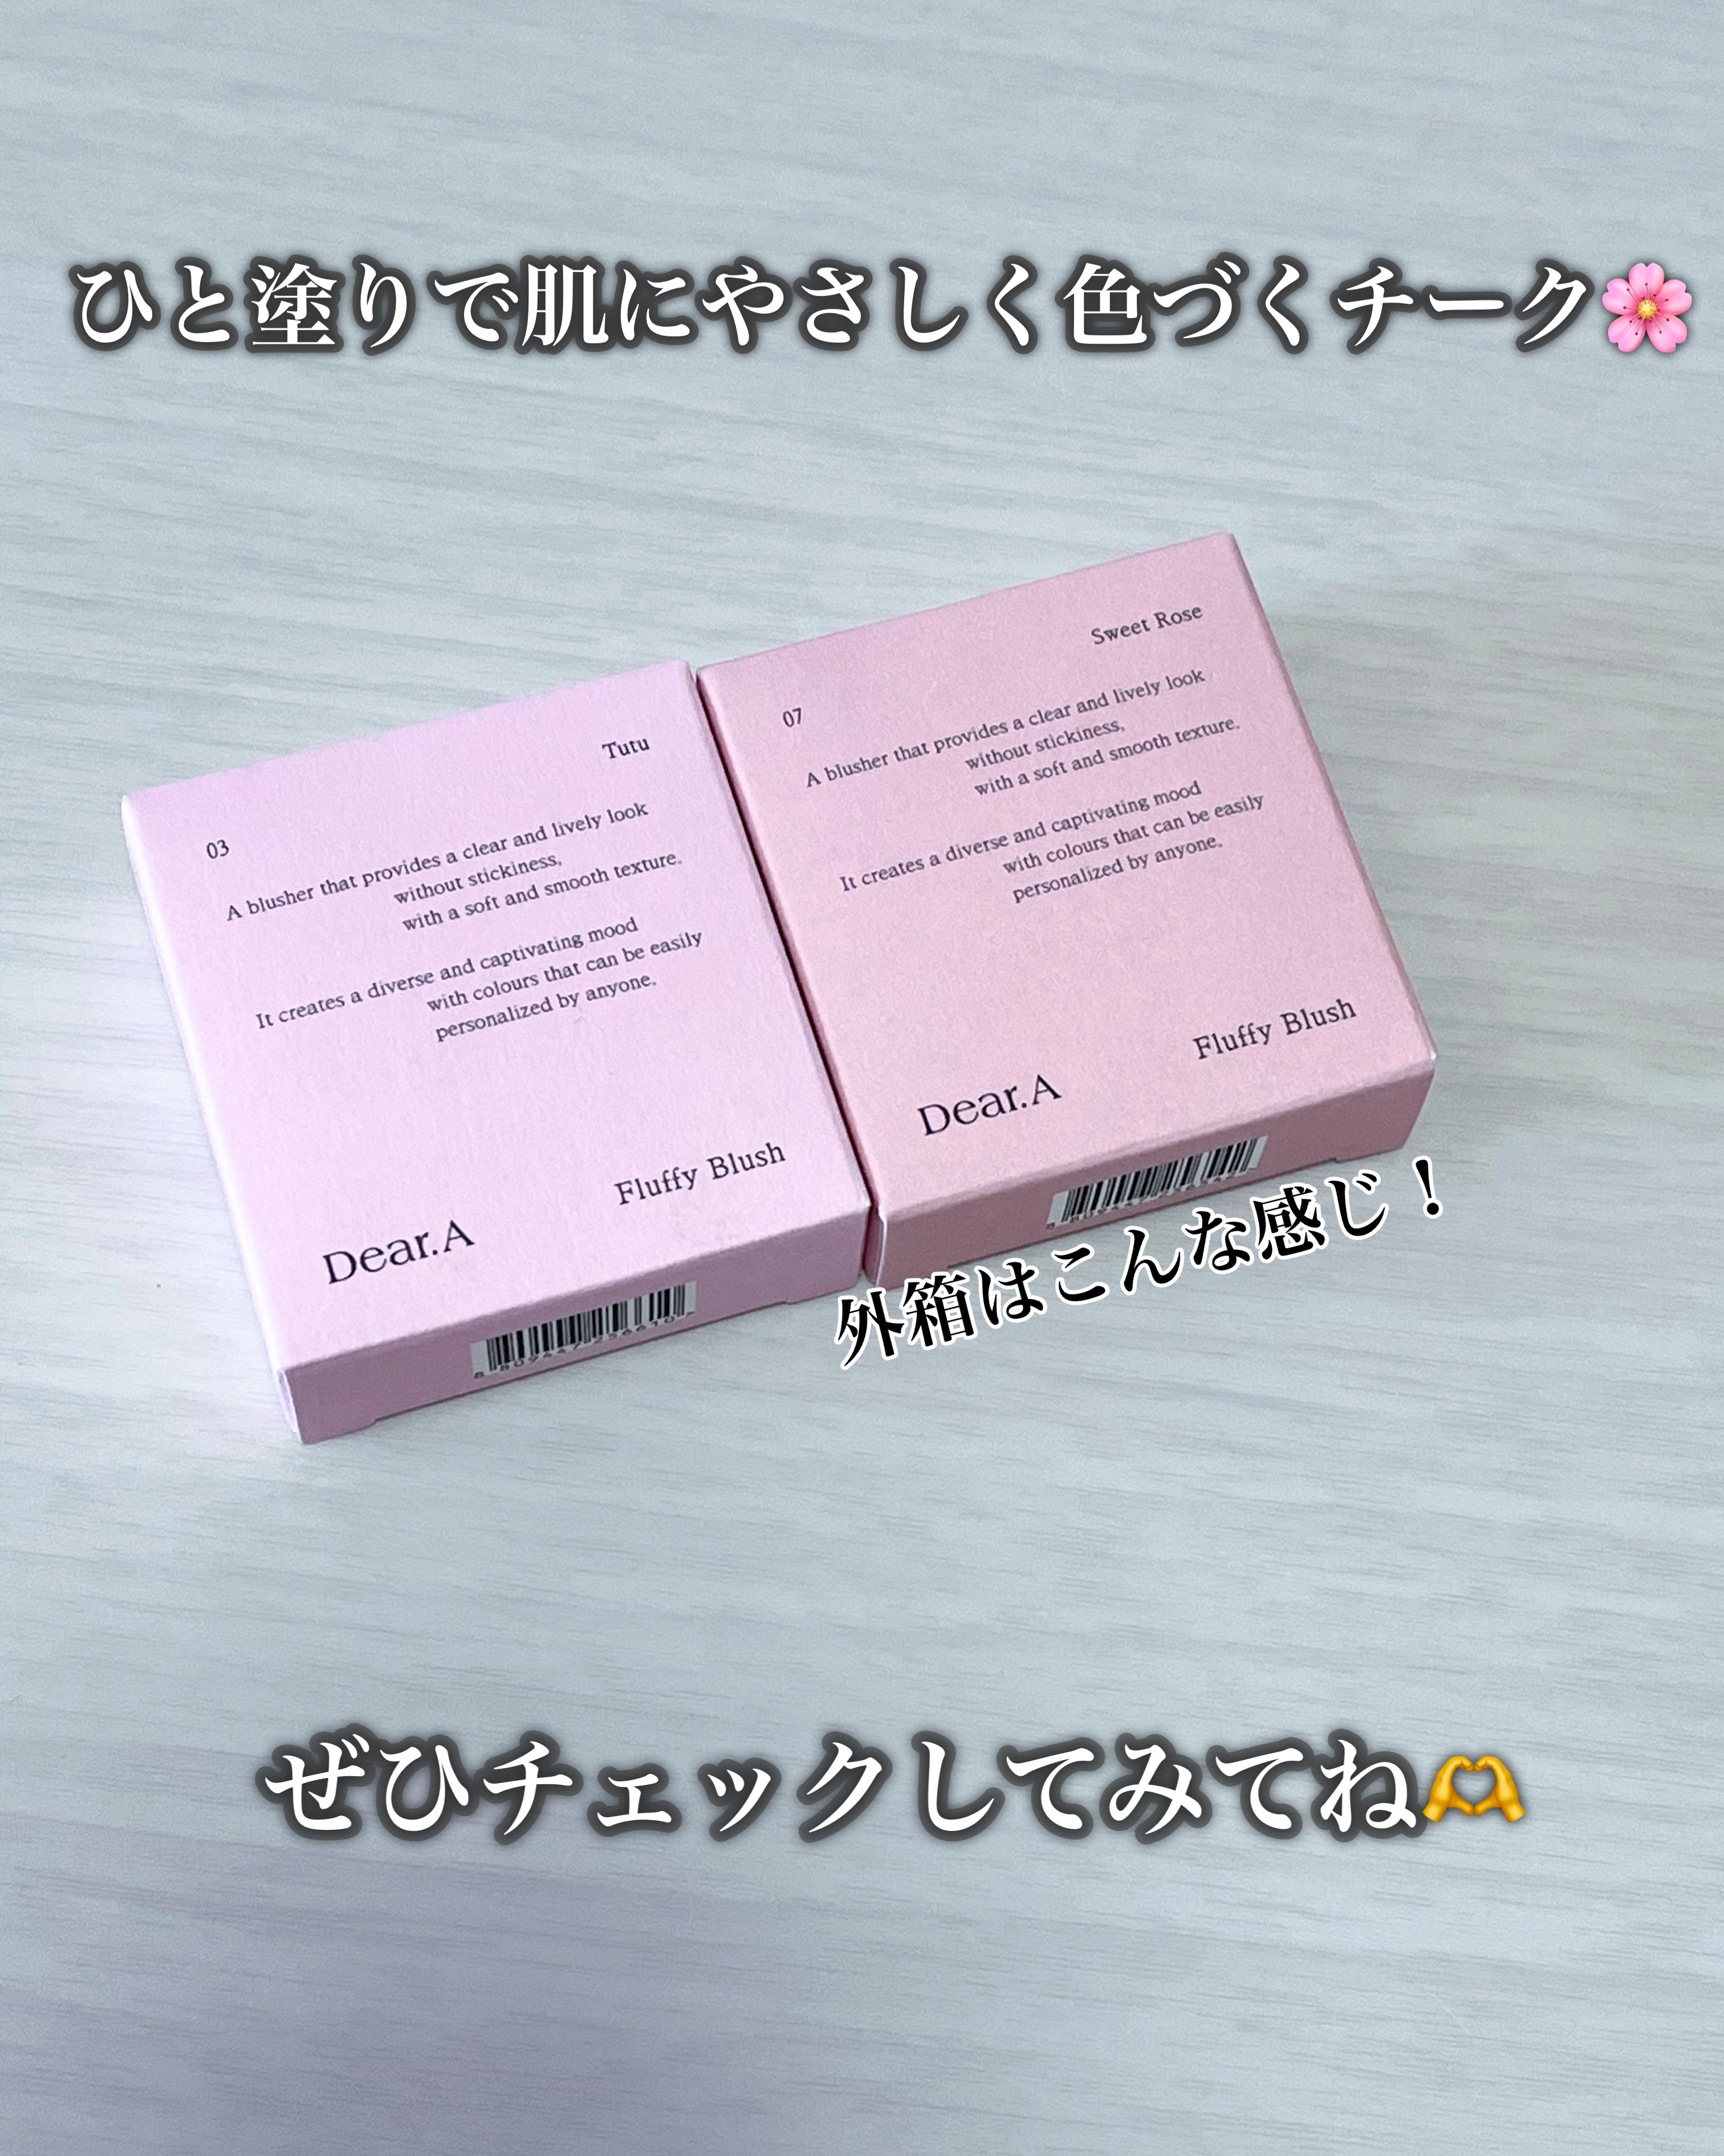 ひと塗りで肌にやさしく色づくチーク🌸
Tutu
03
A blusher that provides a clear and lively look
without stickiness,
with a soft and smooth texture.
It creates a diverse and captivating mood
with colours that can be easily
personalized by anyone.
Fluffy Blush
Dear.A
Sweet Rose
07
A blusher that provides a clear and lively look
without stickiness,
with a soft and smooth texture.
It creates a diverse and captivating mood
with colours that can be easily
personalized by anyone.
Fluffy Blush
Dear.A
外箱はこんな感じ！
ぜひチェックしてみてね🫶